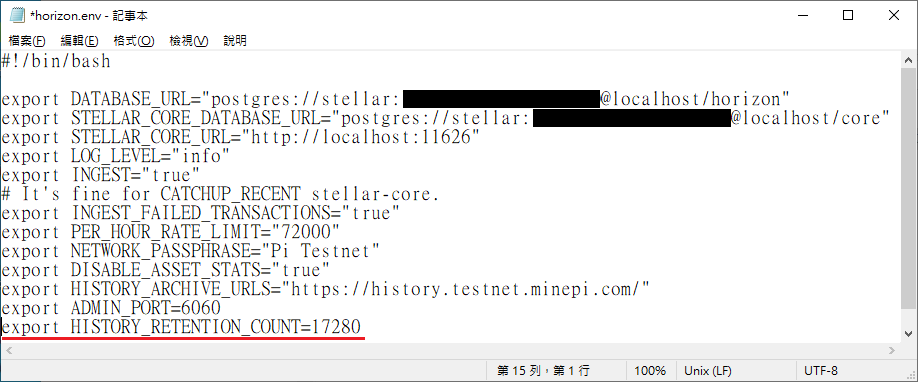 *horizon.env - 記事本
檔案(F) 編輯(E) 格式(O) 檢視(V) 說明
#!/bin/bash
export DATABASE_URL="postgres://stellar:@localhost/horizon"
export STELLAR_CORE_DATABASE_URL="postgres://stellar:@localhost/core"
export STELLAR_CORE_URL="http://localhost:11626"
export LOG_LEVEL="info"
export INGEST="true"
# It's fine for CATCHUP_RECENT stellar-core.
export INGEST_FAILED_TRANSACTIONS="true"
export PER_HOUR_RATE_LIMIT="72000"
export NETWORK_PASSPHRASE="Pi Testnet"
export DISABLE_ASSET_STATS="true"
export HISTORY_ARCHIVE_URLS="https://history.testnet.minepi.com/"
export ADMIN_PORT=6060
export HISTORY_RETENTION_COUNT=17280
第 15 列，第 1 行 100% Unix (LF) UTF-8